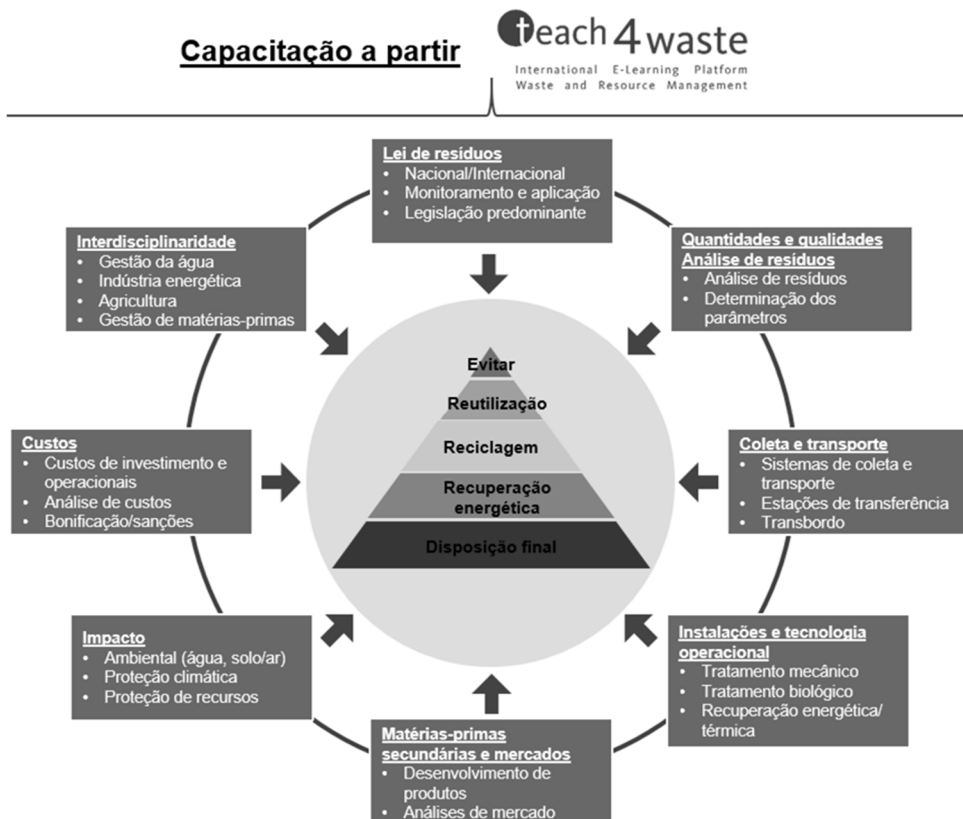 Capacitação a partir
teach4waste
International E-Learning Platform
Waste and Resource Management
Lei de resíduos
• Nacional/Internacional
• Monitoramento e aplicação
• Legislação predominante
Interdisciplinaridade
• Gestão da água
• Indústria energética
• Agricultura
• Gestão de matérias-primas
Quantidades e qualidades
Análise de resíduos
• Análise de resíduos
• Determinação dos
parâmetros
Evitar
Reutilização
Reciclagem
Recuperação
energética
Disposição final
Custos
• Custos de investimento e
operacionais
• Análise de custos
• Bonificação/sanções
Coleta e transporte
• Sistemas de coleta e
transporte
• Estações de transferência
• Transbordo
Impacto
• Ambiental (água, solo/ar)
• Proteção climática
• Proteção de recursos
Instalações e tecnologia
operacional
• Tratamento mecânico
• Tratamento biológico
• Recuperação energética/
térmica
Matérias-primas
secundárias e mercados
• Desenvolvimento de
produtos
• Análises de mercado